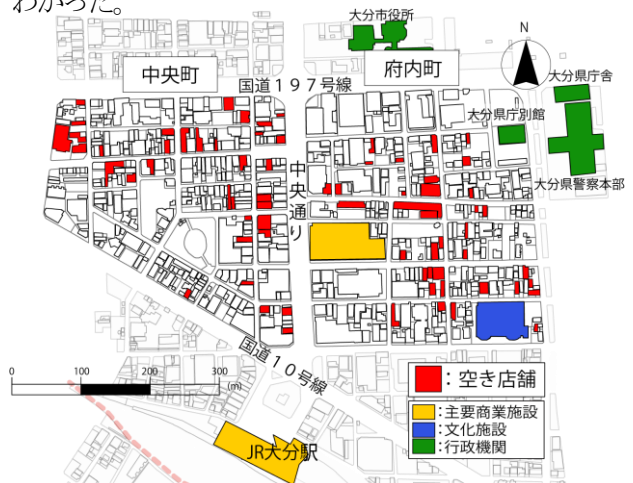 わかった。
大分市役所
N
中央町
府内町
国道197号線
大分県庁舎
大分県庁別館
大分県警察本部
中央通り
国道10号線
0 100 200 300
(m)
JR大分駅
:空き店舗
:主要商業施設
:文化施設
:行政機関